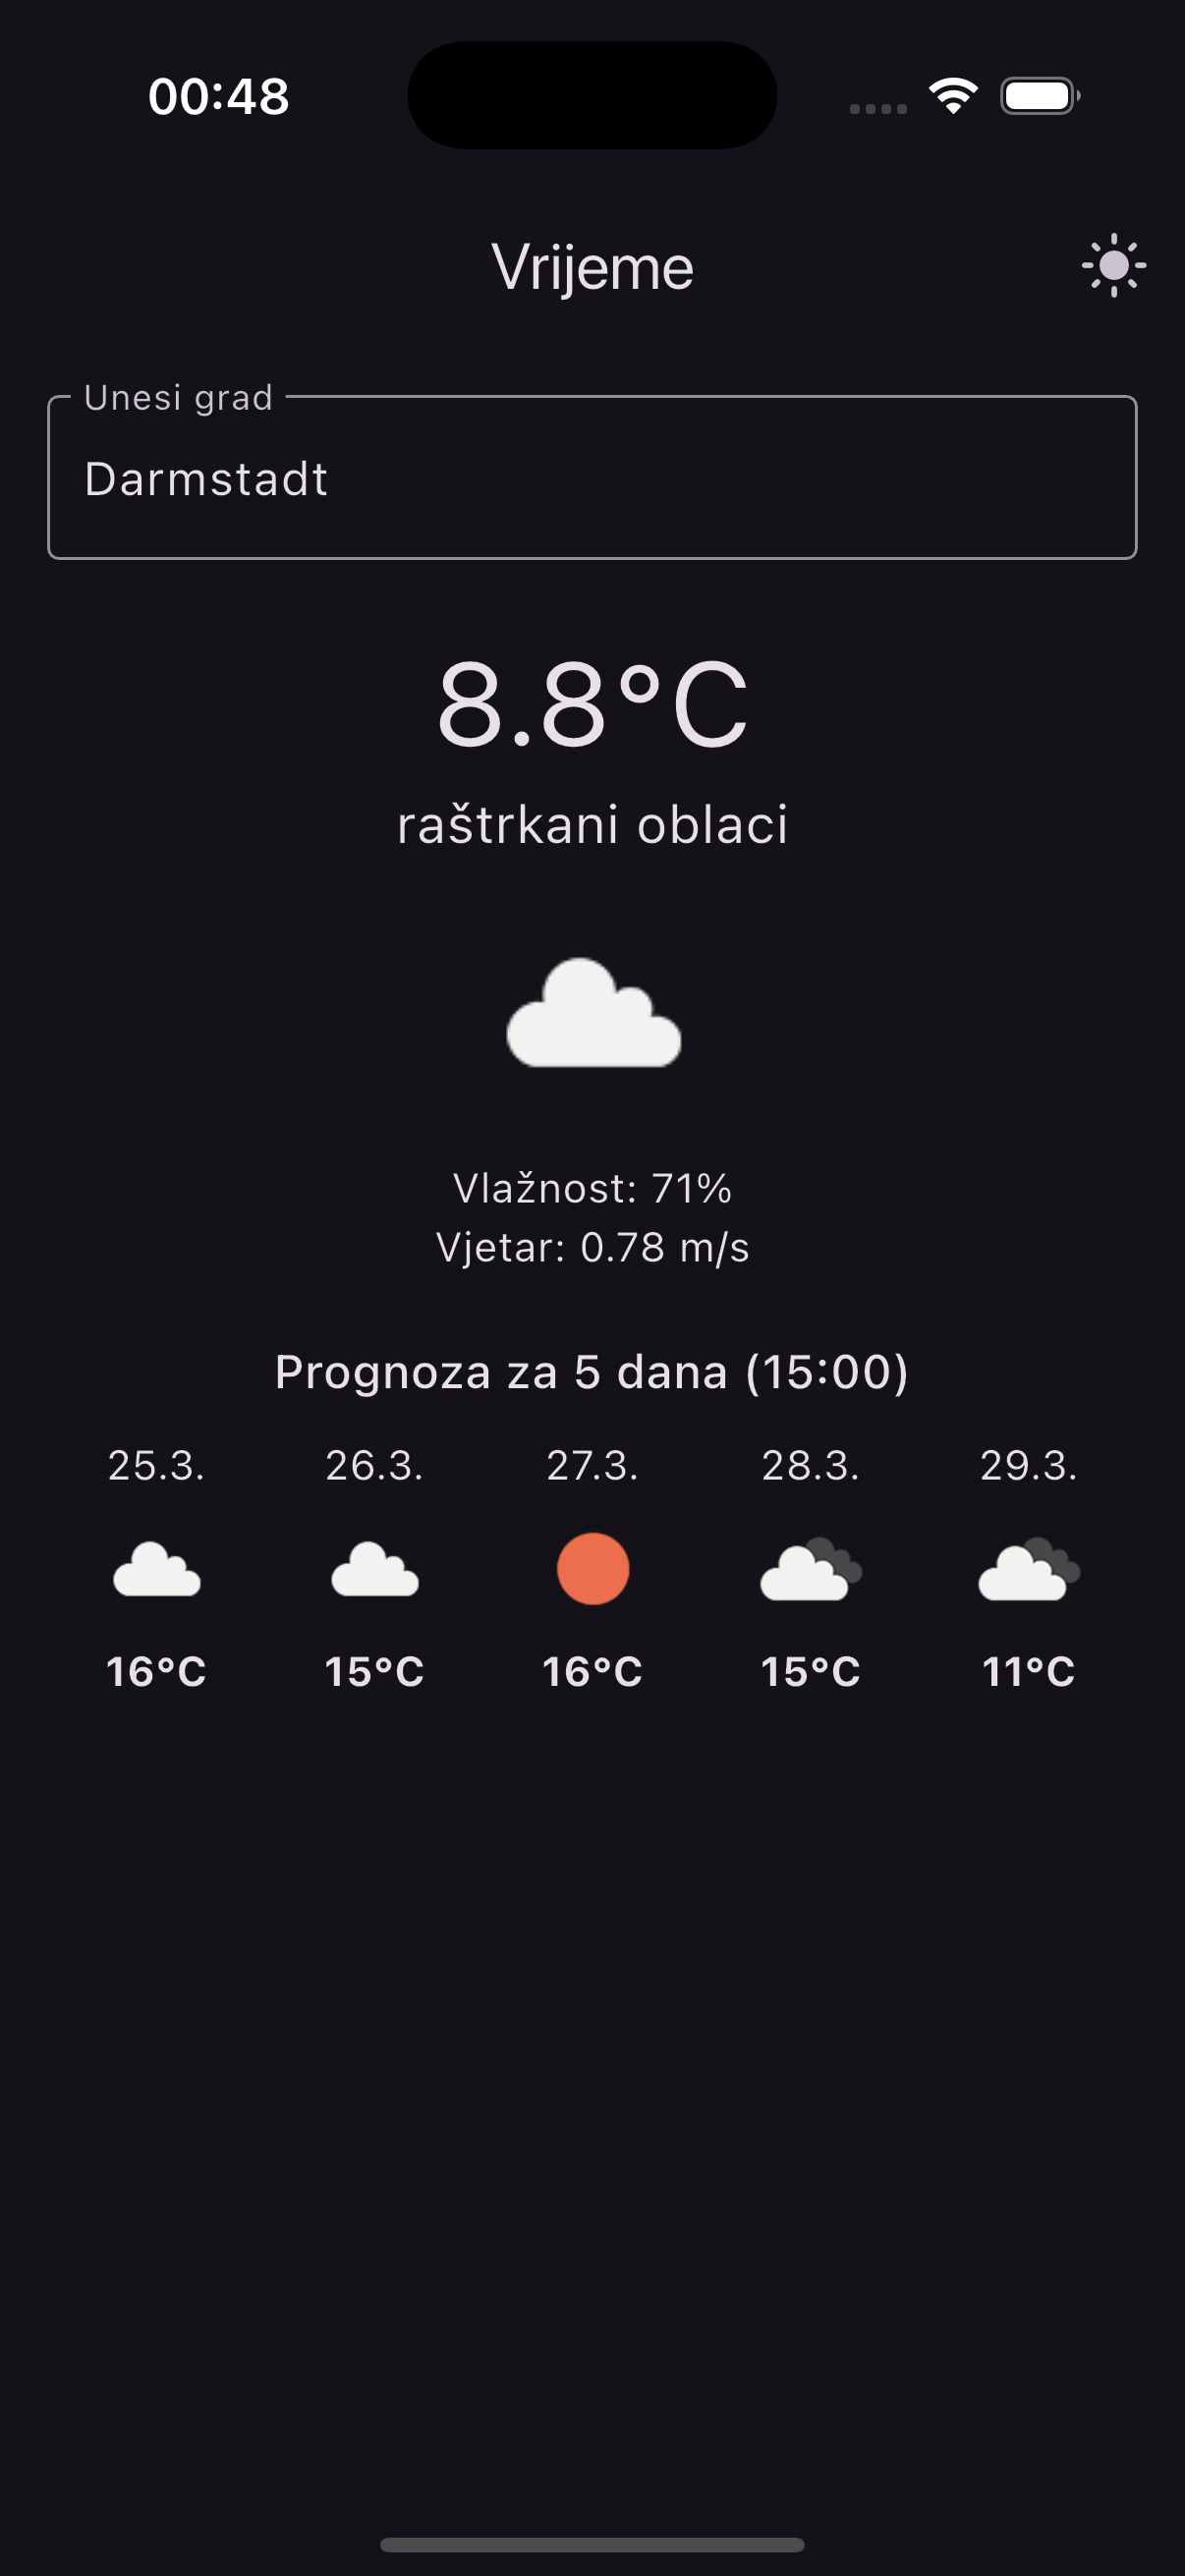 00:48
Vrijeme
Unesi grad
Darmstadt
8.8°C
raštrkani oblaci
Vlažnost: 71%
Vjetar: 0.78 m/s
Prognoza za 5 dana (15:00)
25.3. 26.3. 27.3. 28.3. 29.3.
16°C 15°C 16°C 15°C 11°C